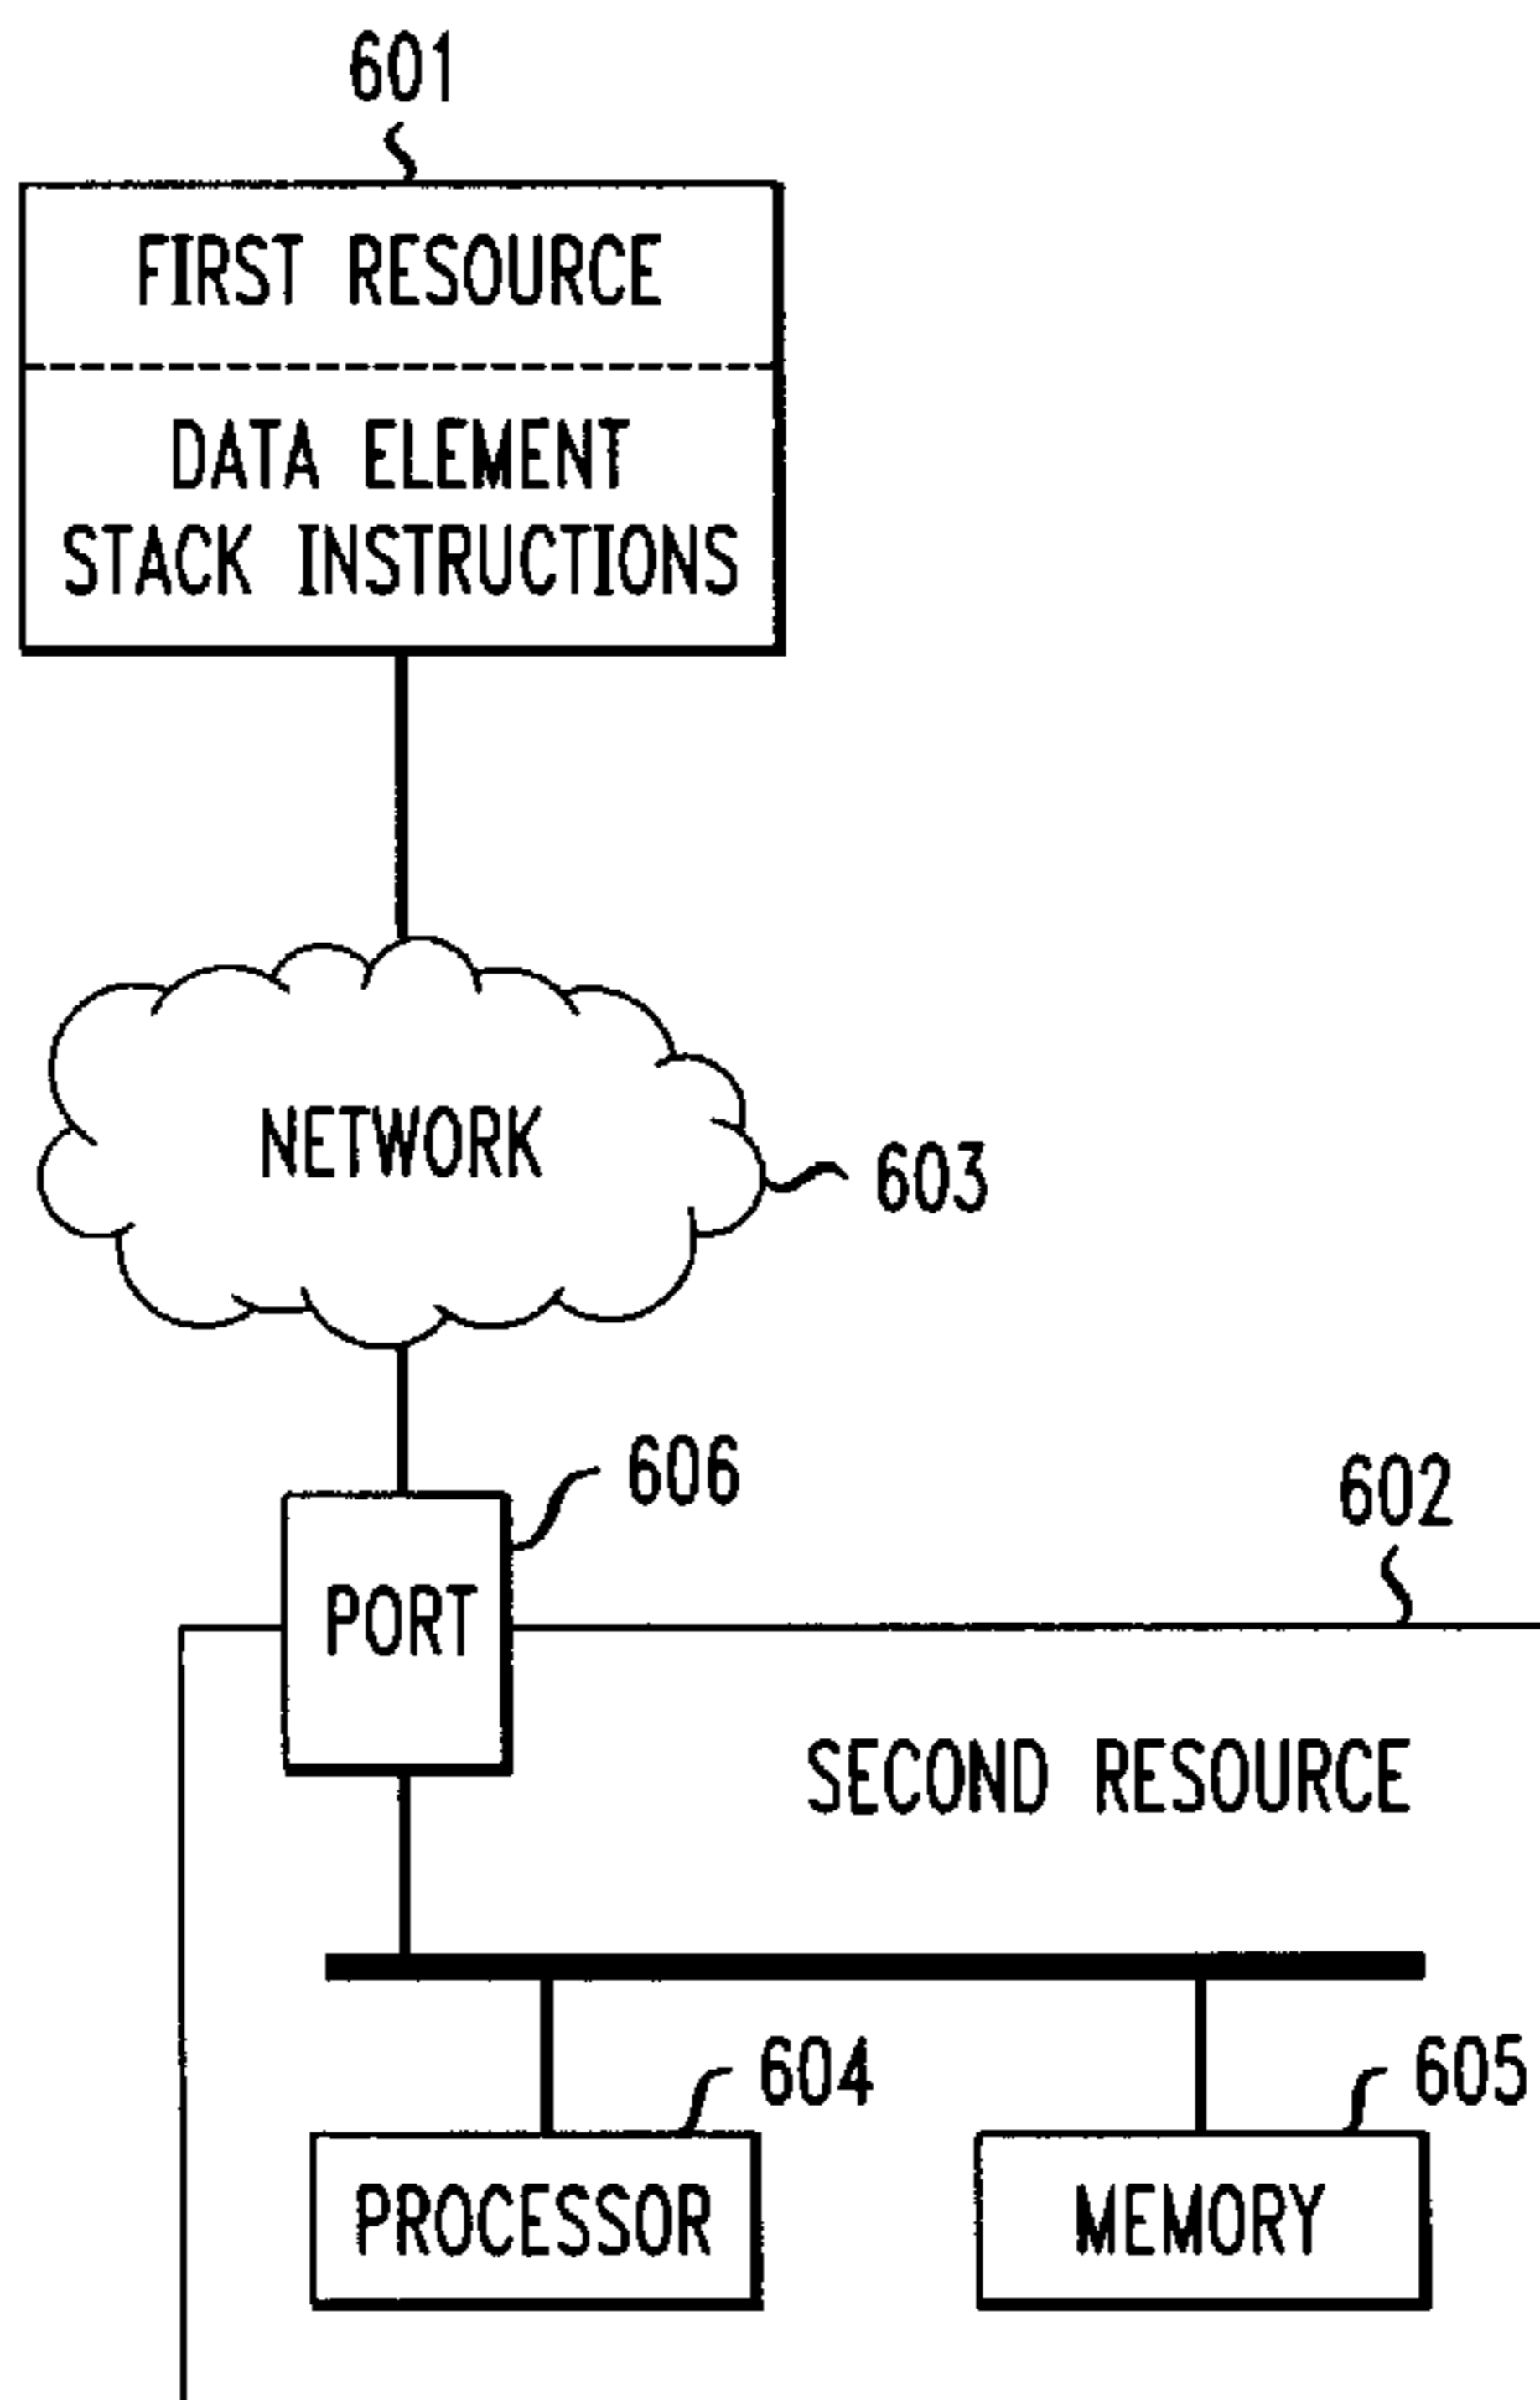 601
FIRST RESOURCE
DATA ELEMENT
STACK INSTRUCTIONS
NETWORK
603
606
602
PORT
SECOND RESOURCE
604
605
PROCESSOR
MEMORY